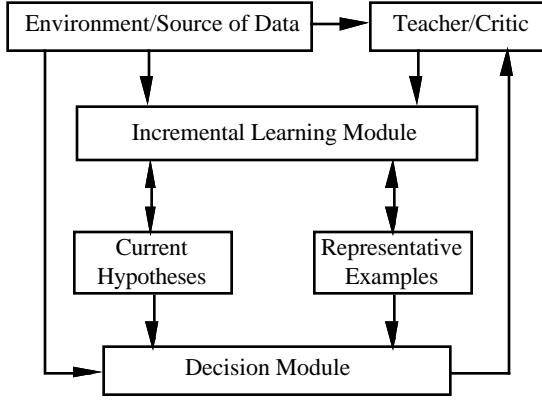 Environment/Source of Data
Teacher/Critic
Incremental Learning Module
Current
Hypotheses
Representative
Examples
Decision Module